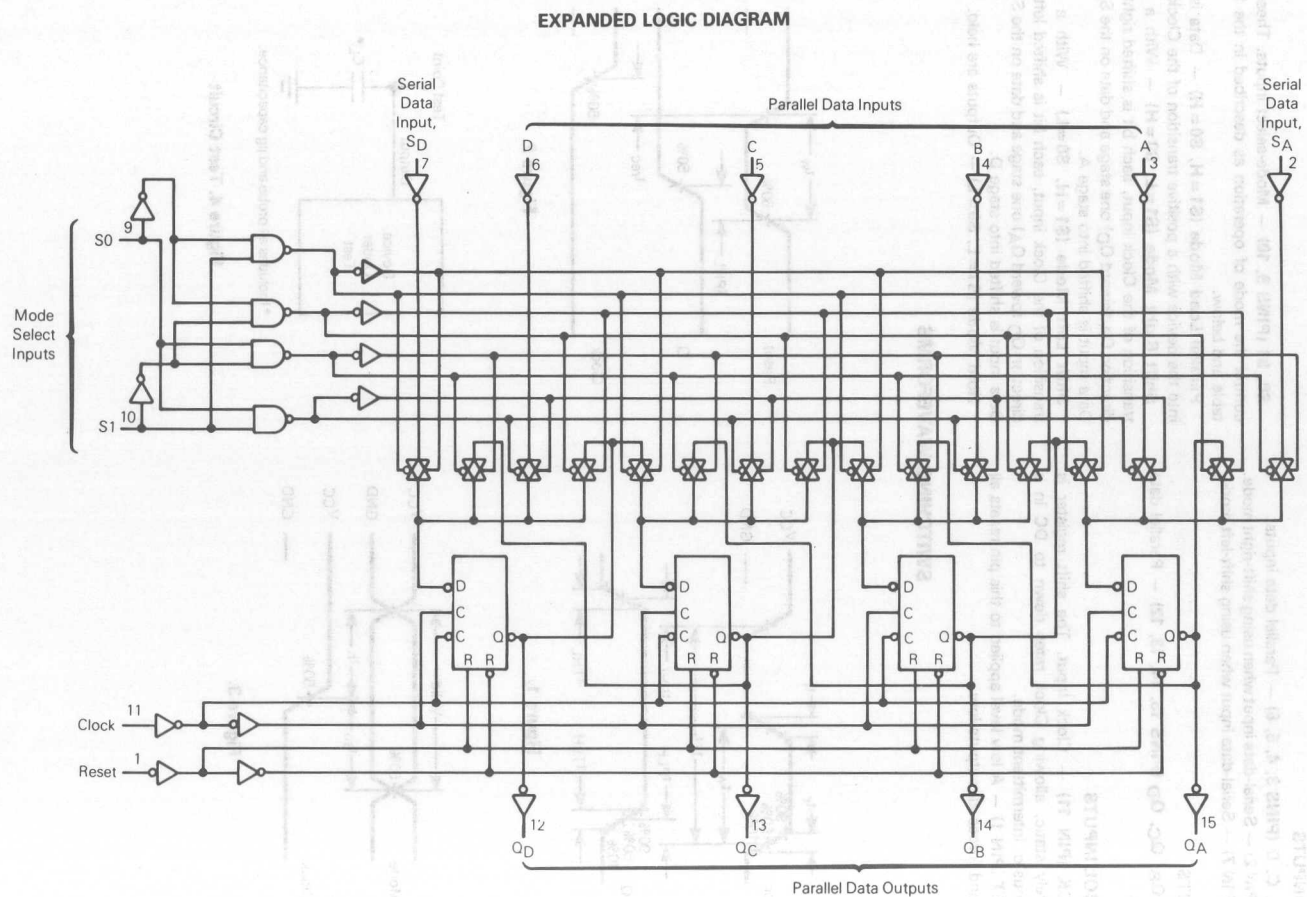 EXPANDED LOGIC DIAGRAM
Serial
Data
Input,
SD
7
Parallel Data Inputs
D
6
C
5
B
4
A
3
Serial
Data
Input,
SA
2
Mode
Select
Inputs
S0
9
S1
10
D
C
C
Q
R
R
D
C
C
Q
R
R
D
C
C
Q
R
R
D
C
C
Q
R
R
Clock
11
Reset
1
12
QD
13
QC
14
QB
15
QA
Parallel Data Outputs